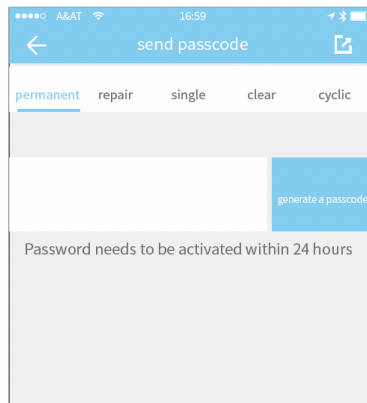 A&AT 16:59
send passcode
permanent repair single clear cyclic
generate a passcode
Password needs to be activated within 24 hours